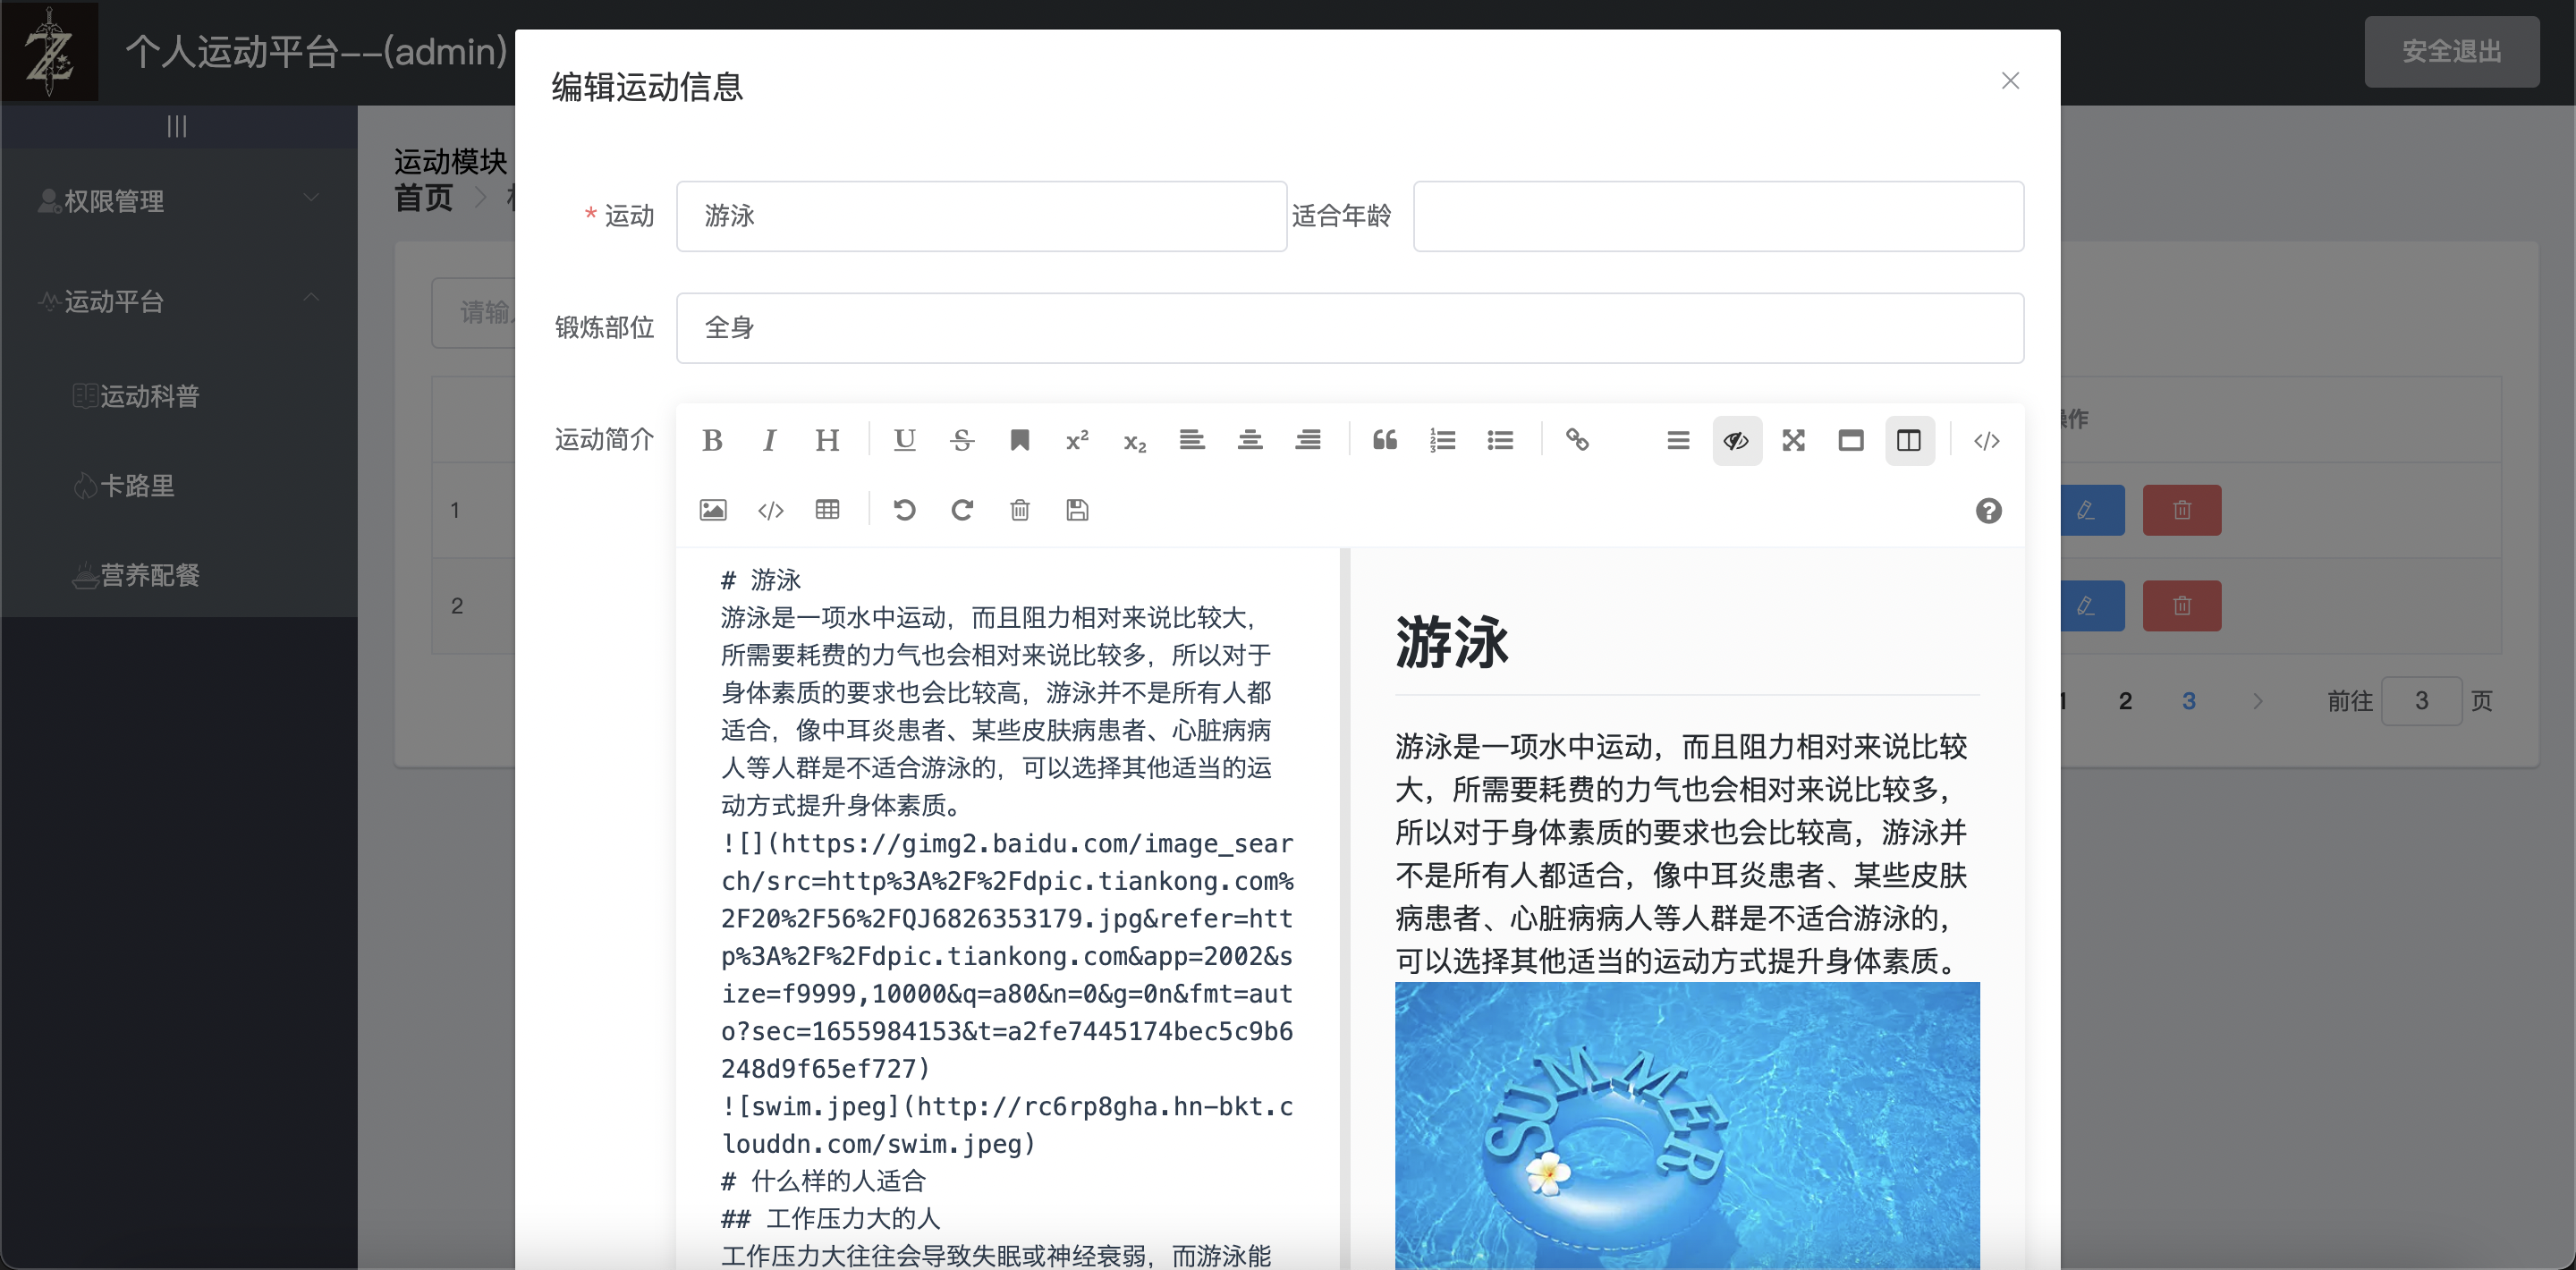 个人运动平台--(admin)
安全退出
权限管理
运动平台
运动科普
卡路里
营养配餐
运动模块
首页
请输
1
2
操作
1 2 3 前往 3 页
编辑运动信息
* 运动 游泳 适合年龄
锻炼部位 全身
运动简介
# 游泳
游泳是一项水中运动，而且阻力相对来说比较大，
所需要耗费的力气也会相对来说比较多，所以对于
身体素质的要求也会比较高，游泳并不是所有人都
适合，像中耳炎患者、某些皮肤病患者、心脏病病
人等人群是不适合游泳的，可以选择其他适当的运
动方式提升身体素质。
![](https://gimg2.baidu.com/image_sear
ch/src=http%3A%2F%2Fdpic.tiankong.com%
2F20%2F56%2FQJ6826353179.jpg&refer=htt
p%3A%2F%2Fdpic.tiankong.com&app=2002&s
ize=f9999,10000&q=a80&n=0&g=0n&fmt=aut
o?sec=1655984153&t=a2fe7445174bec5c9b6
248d9f65ef727)
![swim.jpeg](http://rc6rp8gha.hn-bkt.c
louddn.com/swim.jpeg)
# 什么样的人适合
## 工作压力大的人
工作压力大往往会导致失眠或神经衰弱，而游泳能
游泳
游泳是一项水中运动，而且阻力相对来说比较
大，所需要耗费的力气也会相对来说比较多，
所以对于身体素质的要求也会比较高，游泳并
不是所有人都适合，像中耳炎患者、某些皮肤
病患者、心脏病病人等人群是不适合游泳的，
可以选择其他适当的运动方式提升身体素质。
SUMMER